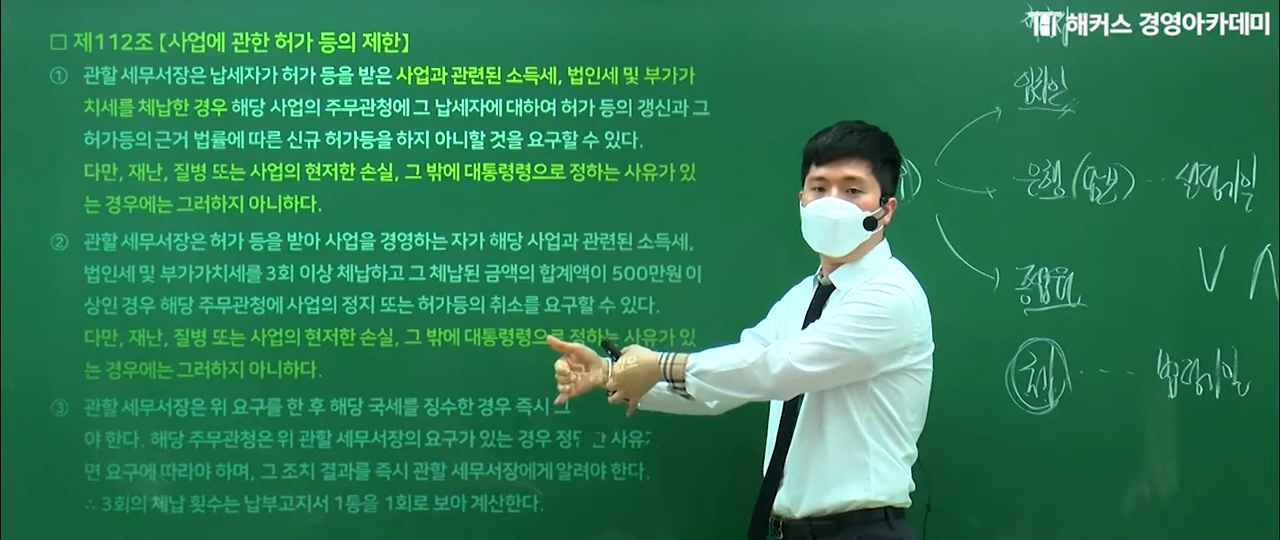 해커스 경영아카데미
□ 제112조 【사업에 관한 허가 등의 제한】
① 관할 세무서장은 납세자가 허가 등을 받은 사업과 관련된 소득세, 법인세 및 부가가
치세를 체납한 경우 해당 사업의 주무관청에 그 납세자에 대하여 허가 등의 갱신과 그
허가등의 근거 법률에 따른 신규 허가등을 하지 아니할 것을 요구할 수 있다.
다만, 재난, 질병 또는 사업의 현저한 손실, 그 밖에 대통령령으로 정하는 사유가 있
는 경우에는 그러하지 아니하다.
② 관할 세무서장은 허가 등을 받아 사업을 경영하는 자가 해당 사업과 관련된 소득세,
법인세 및 부가가치세를 3회 이상 체납하고 그 체납된 금액의 합계액이 500만원 이
상인 경우 해당 주무관청에 사업의 정지 또는 허가등의 취소를 요구할 수 있다.
다만, 재난, 질병 또는 사업의 현저한 손실, 그 밖에 대통령령으로 정하는 사유가 있
는 경우에는 그러하지 아니하다.
③ 관할 세무서장은 위 요구를 한 후 해당 국세를 징수한 경우 즉시 그
야 한다. 해당 주무관청은 위 관할 세무서장의 요구가 있는 경우 정 한 사유
면 요구에 따라야 하며, 그 조치 결과를 즉시 관할 세무서장에게 알려야 한다.
∴ 3회의 체납 횟수는 납부고지서 1통을 1회로 보아 계산한다.
은행
법정기일